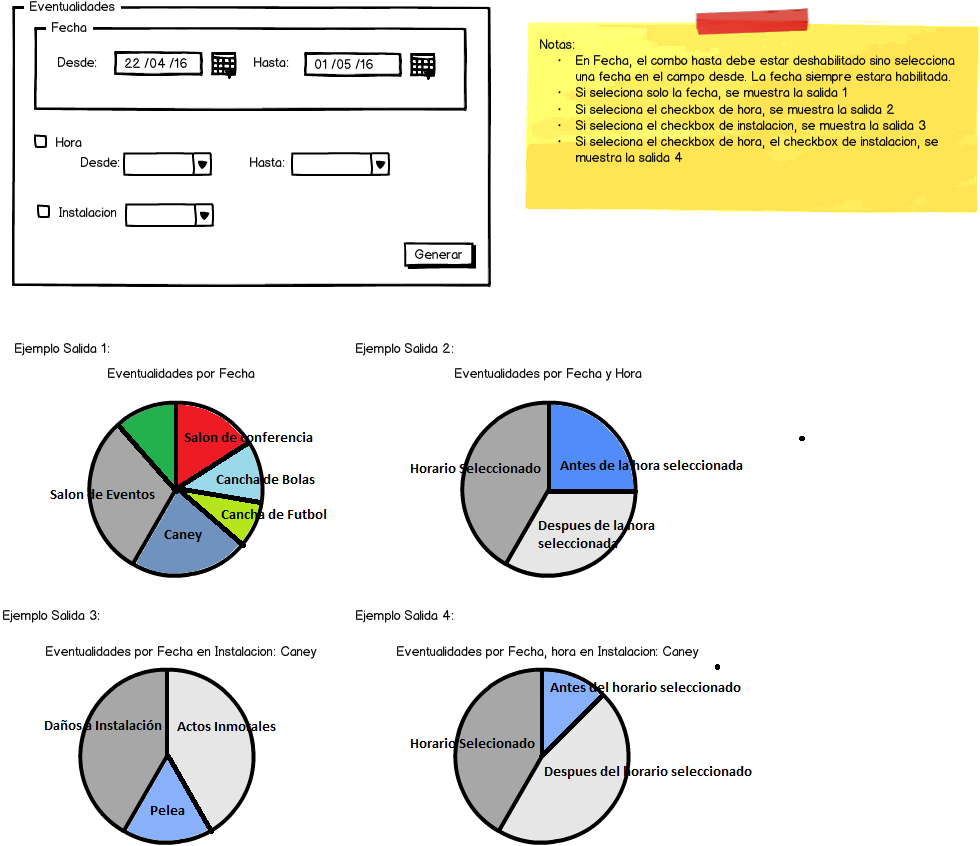 Eventualidades
Fecha
Desde: 22 /04 /16 Hasta: 01 /05 /16
Hora
Desde: Hasta:
Instalacion
Generar
Notas:
· En Fecha, el combo hasta debe estar deshabilitado sino selecciona
una fecha en el campo desde. La fecha siempre estara habilitada.
· Si seleciona solo la fecha, se muestra la salida 1
· Si seleciona el checkbox de hora, se muestra la salida 2
· Si seleciona el checkbox de instalacion, se muestra la salida 3
· Si seleciona el checkbox de hora, el checkbox de instalacion, se
muestra la salida 4
Ejemplo Salida 1:
Eventualidades por Fecha
Salon de conferencia
Cancha de Bolas
Salon de Eventos
Cancha de Futbol
Caney
Ejemplo Salida 2:
Eventualidades por Fecha y Hora
Horario Seleccionado
Antes de la hora seleccionada
Despues de la hora
seleccionada
Ejemplo Salida 3:
Eventualidades por Fecha en Instalacion: Caney
Daños a Instalación
Actos Inmorales
Pelea
Ejemplo Salida 4:
Eventualidades por Fecha, hora en Instalacion: Caney
Antes del horario seleccionado
Horario Selecionado
Despues del horario seleccionado